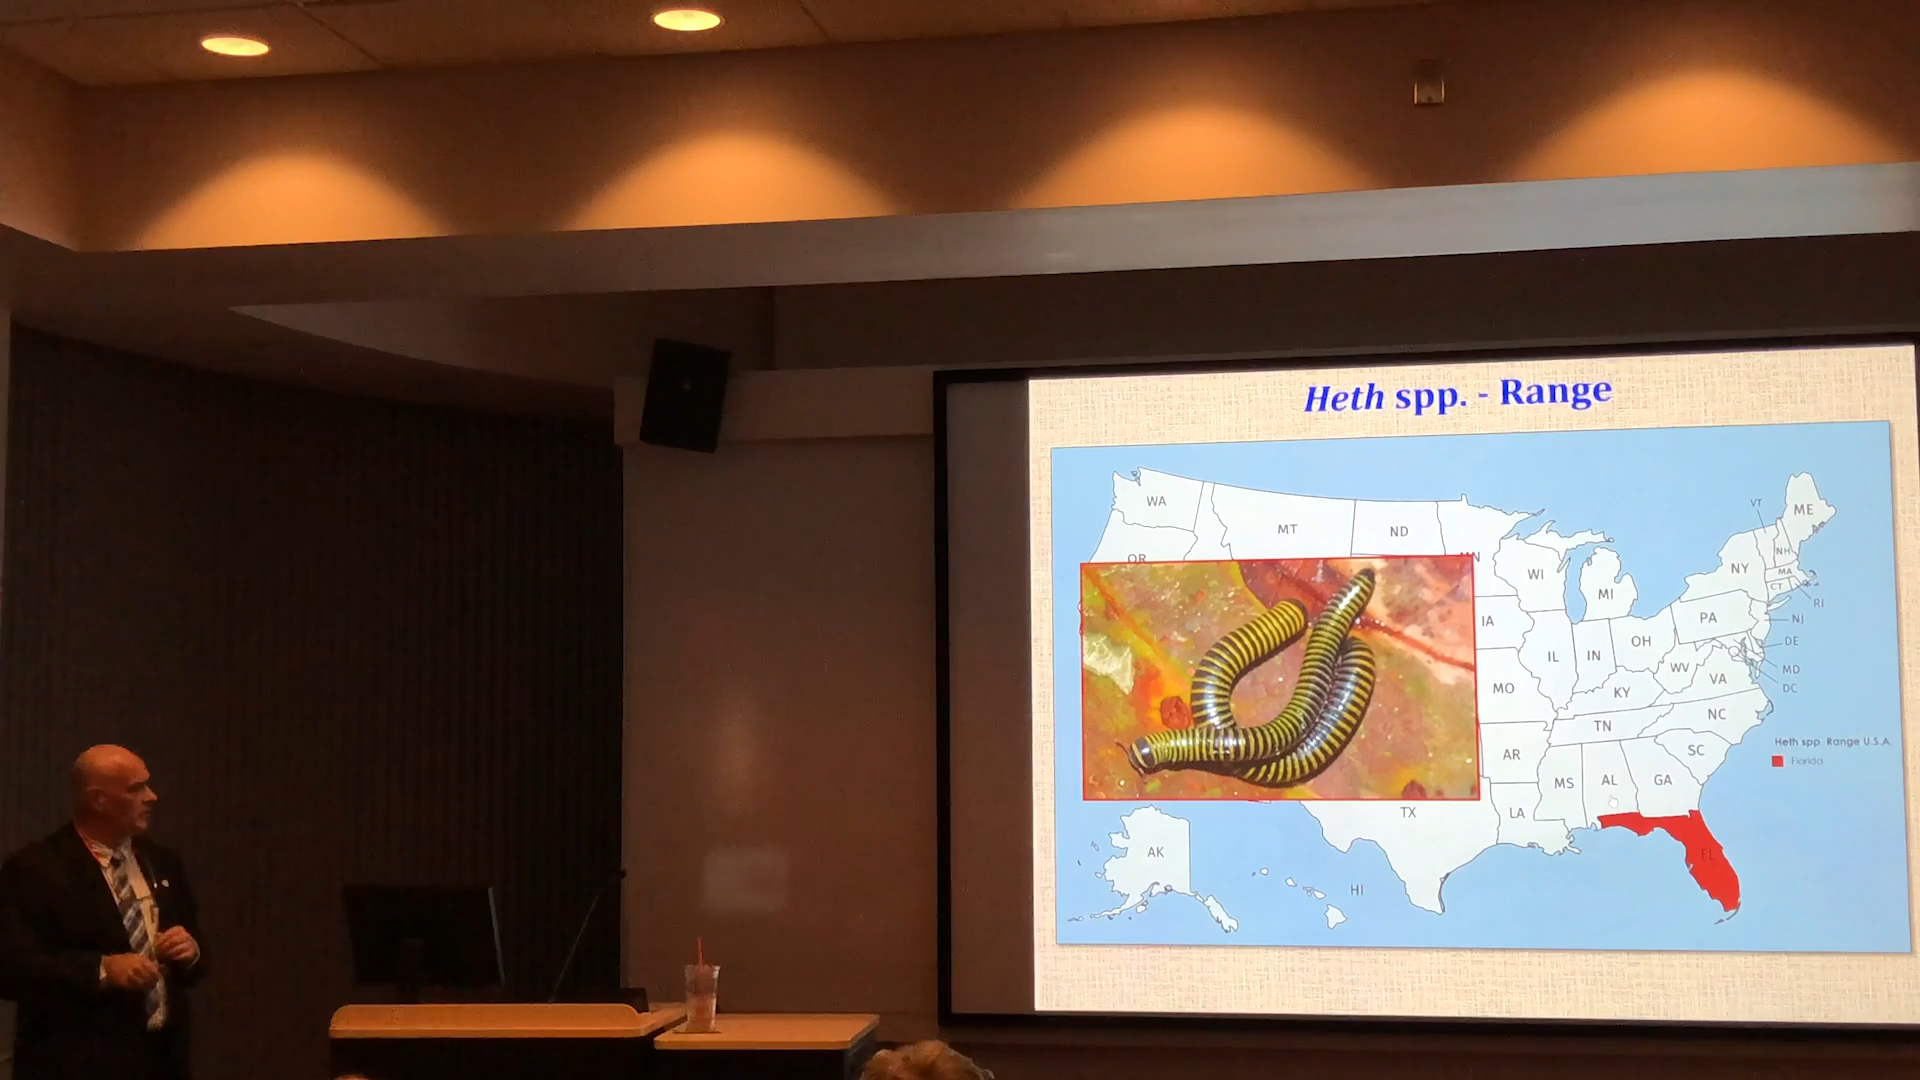 Heth spp. - Range
WA
MT
ND
MN
OR
WI
MI
NY
VT
ME
NH
MA
CT
RI
PA
NJ
IA
OH
DE
IL
IN
WV
MD
VA
DC
MO
KY
NC
TN
AR
SC
Heth spp. Range U.S.A.
Florida
MS
AL
GA
TX
LA
AK
FL
HI